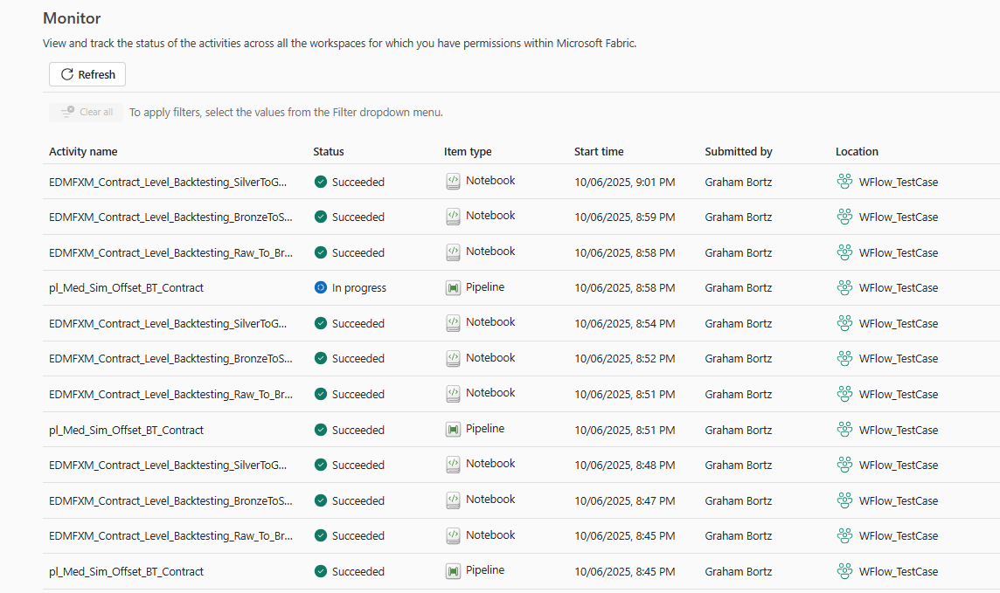 Monitor
View and track the status of the activities across all the workspaces for which you have permissions within Microsoft Fabric.
Refresh
Clear all To apply filters, select the values from the Filter dropdown menu.
Activity name Status Item type Start time Submitted by Location
EDMFXM_Contract_Level_Backtesting_SilverToG... Succeeded Notebook 10/06/2025, 9:01 PM Graham Bortz WFlow_TestCase
EDMFXM_Contract_Level_Backtesting_BronzeToS... Succeeded Notebook 10/06/2025, 8:59 PM Graham Bortz WFlow_TestCase
EDMFXM_Contract_Level_Backtesting_Raw_To_Br... Succeeded Notebook 10/06/2025, 8:58 PM Graham Bortz WFlow_TestCase
pl_Med_Sim_Offset_BT_Contract In progress Pipeline 10/06/2025, 8:58 PM Graham Bortz WFlow_TestCase
EDMFXM_Contract_Level_Backtesting_SilverToG... Succeeded Notebook 10/06/2025, 8:54 PM Graham Bortz WFlow_TestCase
EDMFXM_Contract_Level_Backtesting_BronzeToS... Succeeded Notebook 10/06/2025, 8:52 PM Graham Bortz WFlow_TestCase
EDMFXM_Contract_Level_Backtesting_Raw_To_Br... Succeeded Notebook 10/06/2025, 8:51 PM Graham Bortz WFlow_TestCase
pl_Med_Sim_Offset_BT_Contract Succeeded Pipeline 10/06/2025, 8:51 PM Graham Bortz WFlow_TestCase
EDMFXM_Contract_Level_Backtesting_SilverToG... Succeeded Notebook 10/06/2025, 8:48 PM Graham Bortz WFlow_TestCase
EDMFXM_Contract_Level_Backtesting_BronzeToS... Succeeded Notebook 10/06/2025, 8:47 PM Graham Bortz WFlow_TestCase
EDMFXM_Contract_Level_Backtesting_Raw_To_Br... Succeeded Notebook 10/06/2025, 8:45 PM Graham Bortz WFlow_TestCase
pl_Med_Sim_Offset_BT_Contract Succeeded Pipeline 10/06/2025, 8:45 PM Graham Bortz WFlow_TestCase